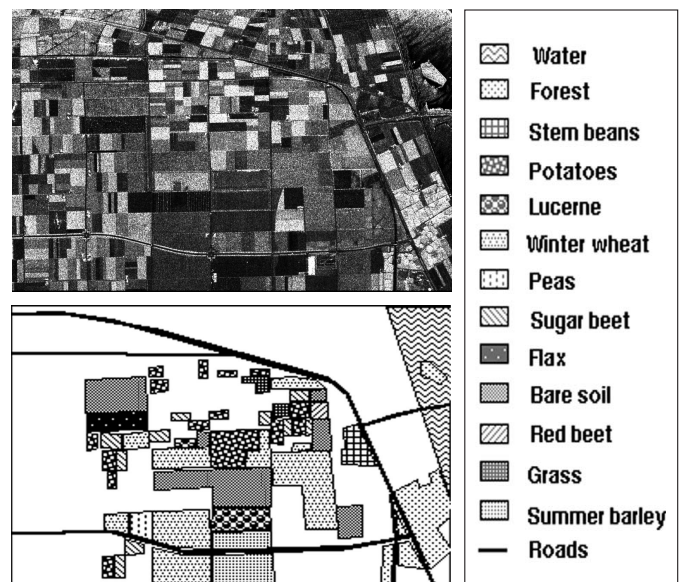 Water
Forest
Stem beans
Potatoes
Lucerne
Winter wheat
Peas
Sugar beet
Flax
Bare soil
Red beet
Grass
Summer barley
Roads